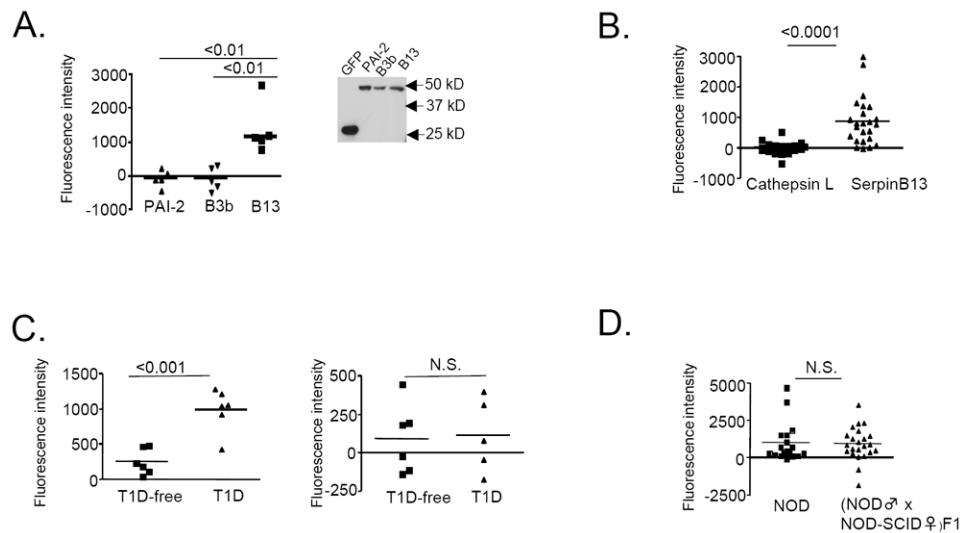 A.
Fluorescence intensity
3000
2000
1000
0
-1000
<0.01
<0.01
PAI-2 B3b B13
GFP PAI-2 B3b B13
50 kD
37 kD
25 kD
B.
Fluorescence intensity
3000
2000
1000
0
-1000
<0.0001
Cathepsin L SerpinB13
C.
Fluorescence intensity
1500
1000
500
0
<0.001
T1D-free T1D
Fluorescence intensity
500
250
0
-250
N.S.
T1D-free T1D
D.
Fluorescence intensity
5000
2500
0
-2500
N.S.
NOD (NOD♂ x
NOD-SCID♀)F1